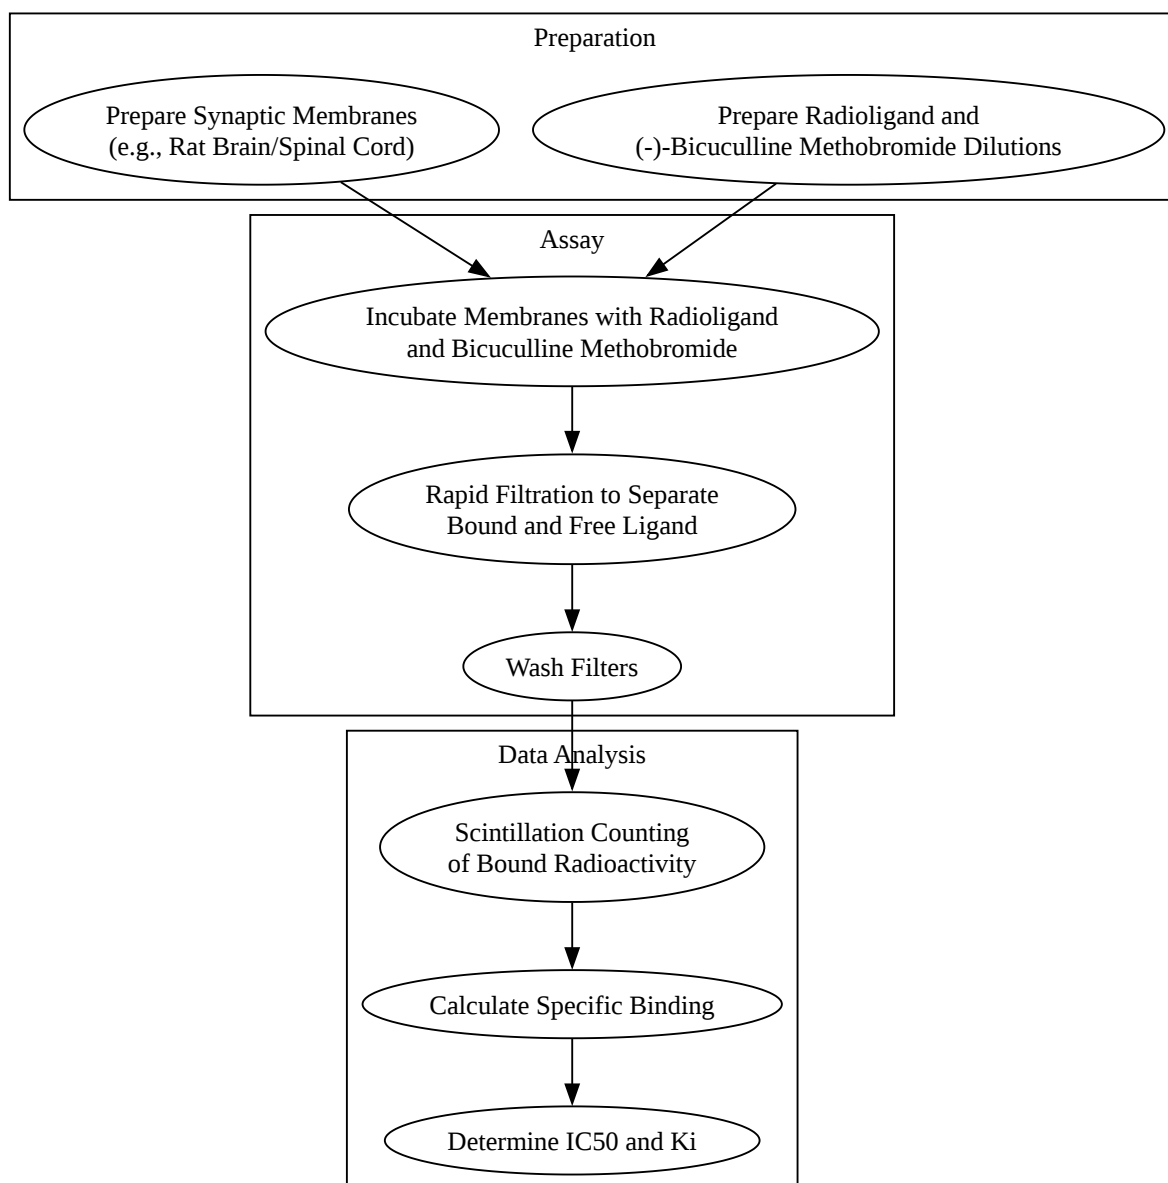 Preparation
Prepare Synaptic Membranes
(e.g., Rat Brain/Spinal Cord)
Prepare Radioligand and
(-)-Bicuculline Methobromide Dilutions
Assay
Incubate Membranes with Radioligand
and Bicuculline Methobromide
Rapid Filtration to Separate
Bound and Free Ligand
Wash Filters
Data Analysis
Scintillation Counting
of Bound Radioactivity
Calculate Specific Binding
Determine IC50 and Ki